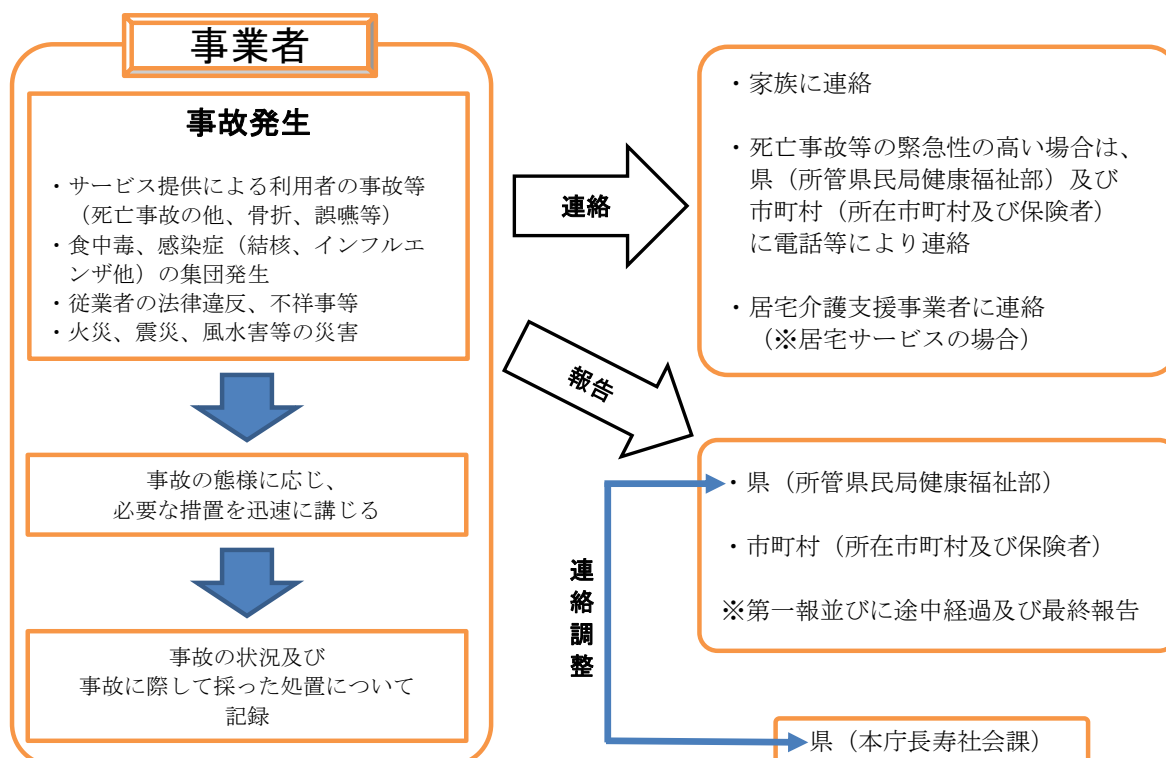 事業者
事故発生
・サービス提供による利用者の事故等
（死亡事故の他、骨折、誤嚥等）
・食中毒、感染症（結核、インフルエ
ンザ他）の集団発生
・従業者の法律違反、不祥事等
・火災、震災、風水害等の災害
事故の態様に応じ、
必要な措置を迅速に講じる
事故の状況及び
事故に際して採った処置について
記録
連絡
・家族に連絡
・死亡事故等の緊急性の高い場合は、
県（所管県民局健康福祉部）及び
市町村（所在市町村及び保険者）
に電話等により連絡
・居宅介護支援事業者に連絡
（※居宅サービスの場合）
報告
・県（所管県民局健康福祉部）
・市町村（所在市町村及び保険者）
※第一報並びに途中経過及び最終報告
連絡調整
・県（本庁長寿社会課）